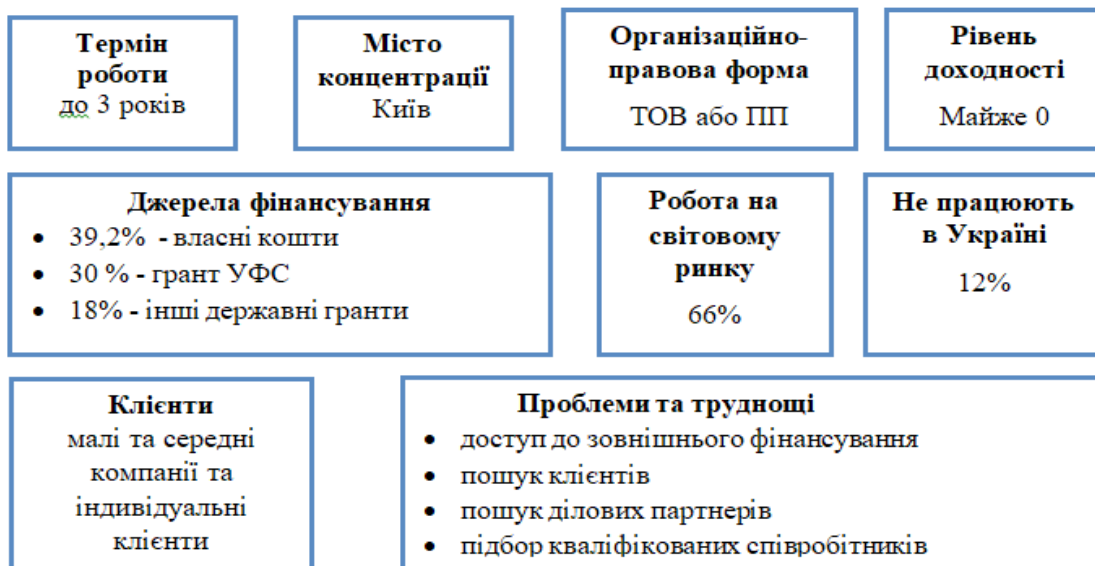 Термін
роботи
до 3 років
Місто
концентрації
Київ
Організаційно-
правова форма
ТОВ або ПП
Рівень
доходності
Майже 0
Джерела фінансування
• 39,2% - власні кошти
• 30 % - грант УФС
• 18% - інші державні гранти
Робота на
світовому
ринку
66%
Не працюють
в Україні
12%
Клієнти
малі та середні
компанії та
індивідуальні
клієнти
Проблеми та труднощі
• доступ до зовнішнього фінансування
• пошук клієнтів
• пошук ділових партнерів
• підбор кваліфікованих співробітників